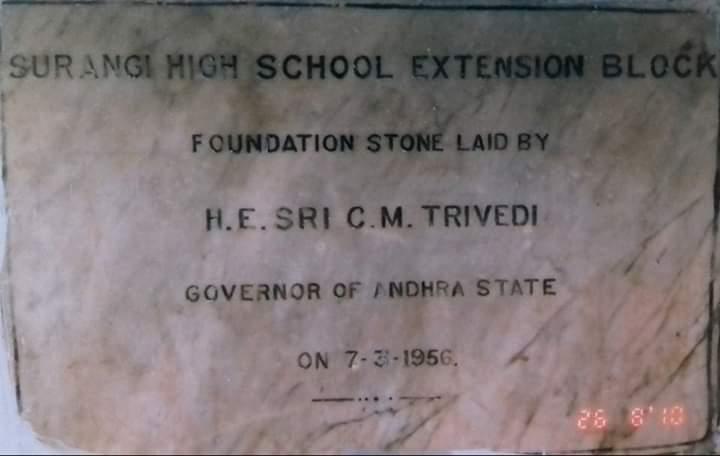 SURANGI HIGH SCHOOL EXTENSION BLOCK
FOUNDATION STONE LAID BY
H.E. SRI C.M. TRIVEDI
GOVERNOR OF ANDHRA STATE
ON 7-3-1956.
26 8'10